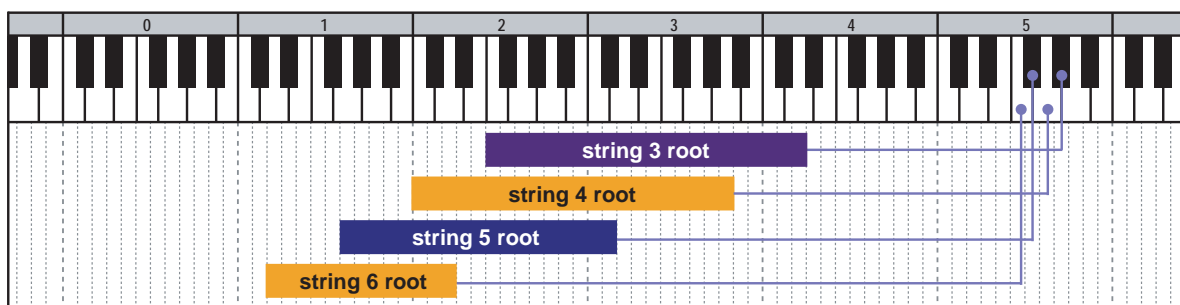 0 1 2 3 4 5
string 3 root
string 4 root
string 5 root
string 6 root